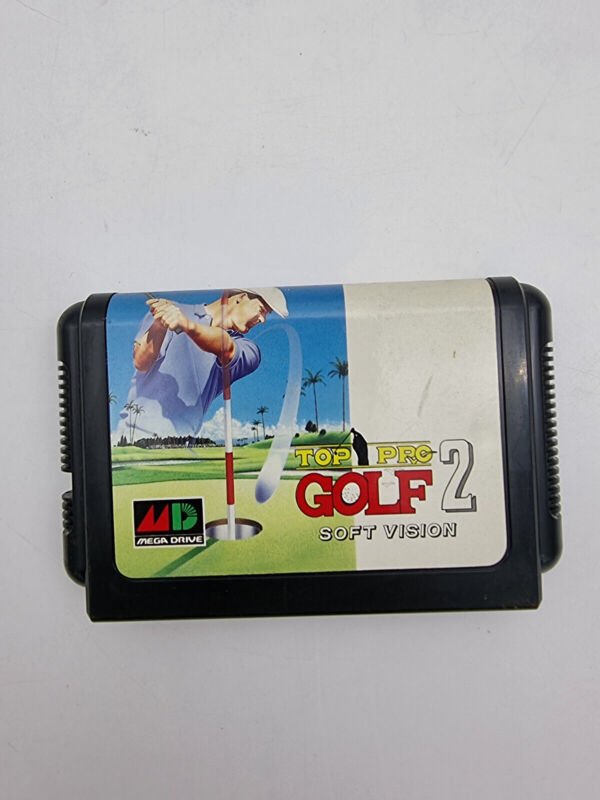 TOP PRO
GOLF 2
SOFT VISION
MD
MEGA DRIVE